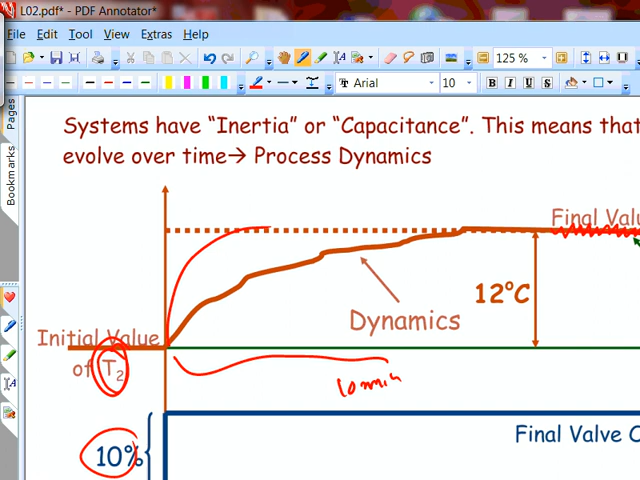 L02.pdf* - PDF Annotator*
File Edit Tool View Extras Help
125 %
Arial 10 B I U S
Pages
Bookmarks
Systems have “Inertia” or “Capacitance”. This means that
evolve over time→ Process Dynamics
Final Valu
12°C
Dynamics
Initial Value
of T2
10 min
10%
Final Valve O